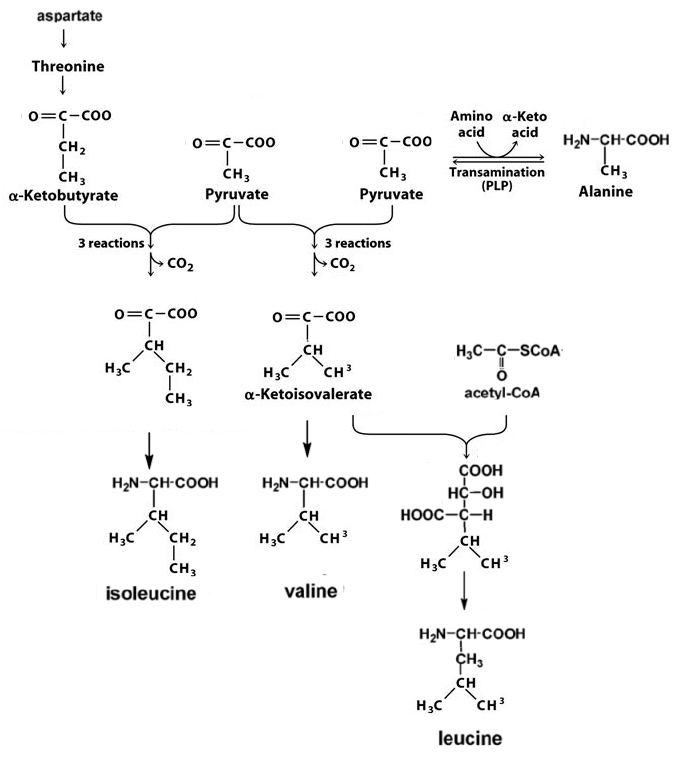 aspartate
Threonine
O=C-COO
CH2
CH3
α-Ketobutyrate
O=C-COO
CH3
Pyruvate
O=C-COO
CH3
Pyruvate
Amino acid
α-Keto acid
Transamination
(PLP)
H2N-CH-COOH
CH3
Alanine
3 reactions
CO2
3 reactions
CO2
O=C-COO
CH
H3C CH2
CH3
O=C-COO
CH
H3C CH3
α-Ketoisovalerate
H3C-C-SCoA
O
acetyl-CoA
H2N-CH-COOH
CH
H3C CH2
CH3
isoleucine
H2N-CH-COOH
CH
H3C CH3
valine
COOH
HC-OH
HOOC-C-H
CH
H3C CH3
H2N-CH-COOH
CH3
CH
H3C CH3
leucine